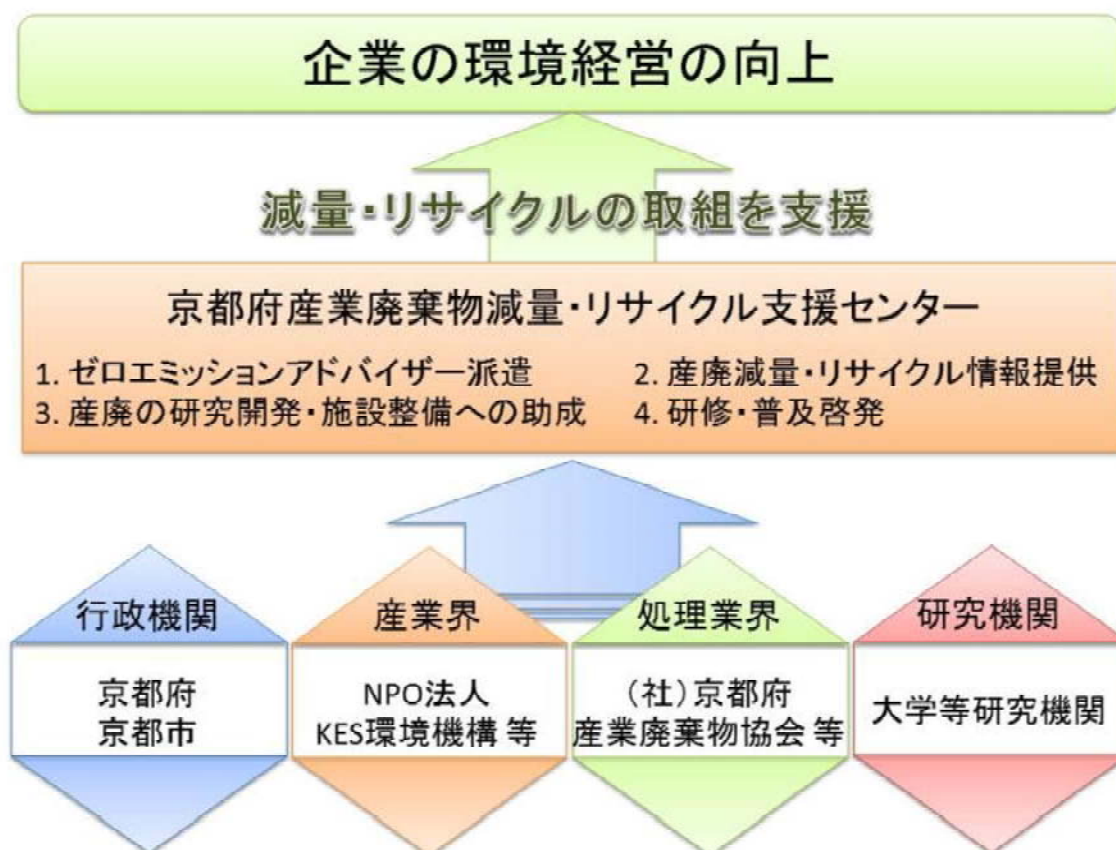 企業の環境経営の向上
減量・リサイクルの取組を支援
京都府産業廃棄物減量・リサイクル支援センター
1. ゼロエミッションアドバイザー派遣
2. 産廃減量・リサイクル情報提供
3. 産廃の研究開発・施設整備への助成
4. 研修・普及啓発
行政機関
京都府
京都市
産業界
NPO法人
KES環境機構 等
処理業界
（社）京都府
産業廃棄物協会 等
研究機関
大学等研究機関